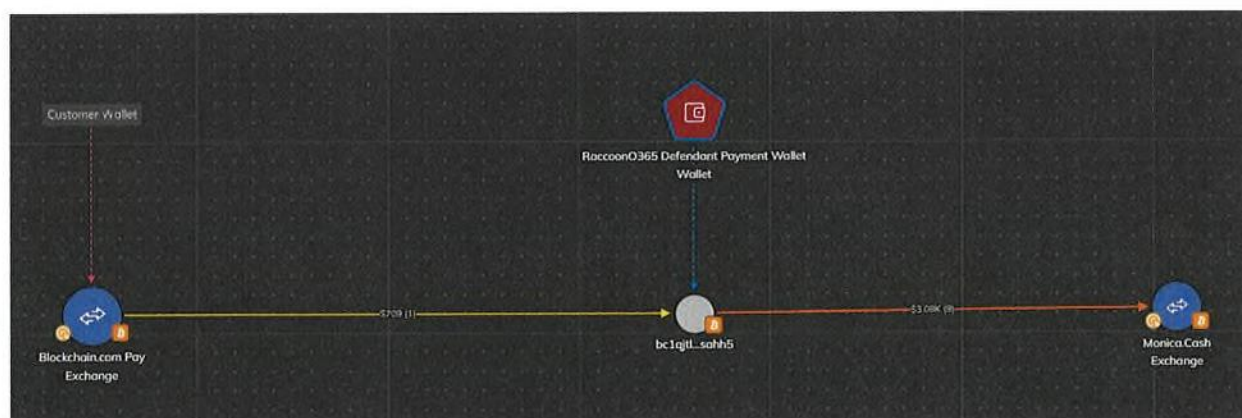 Customer Wallet
RaccoonO365 Defendant Payment Wallet
Wallet
$709 (1)
$3.08K (9)
bc1qjtl...sahh5
Blockchain.com Pay
Exchange
Monica.Cash
Exchange